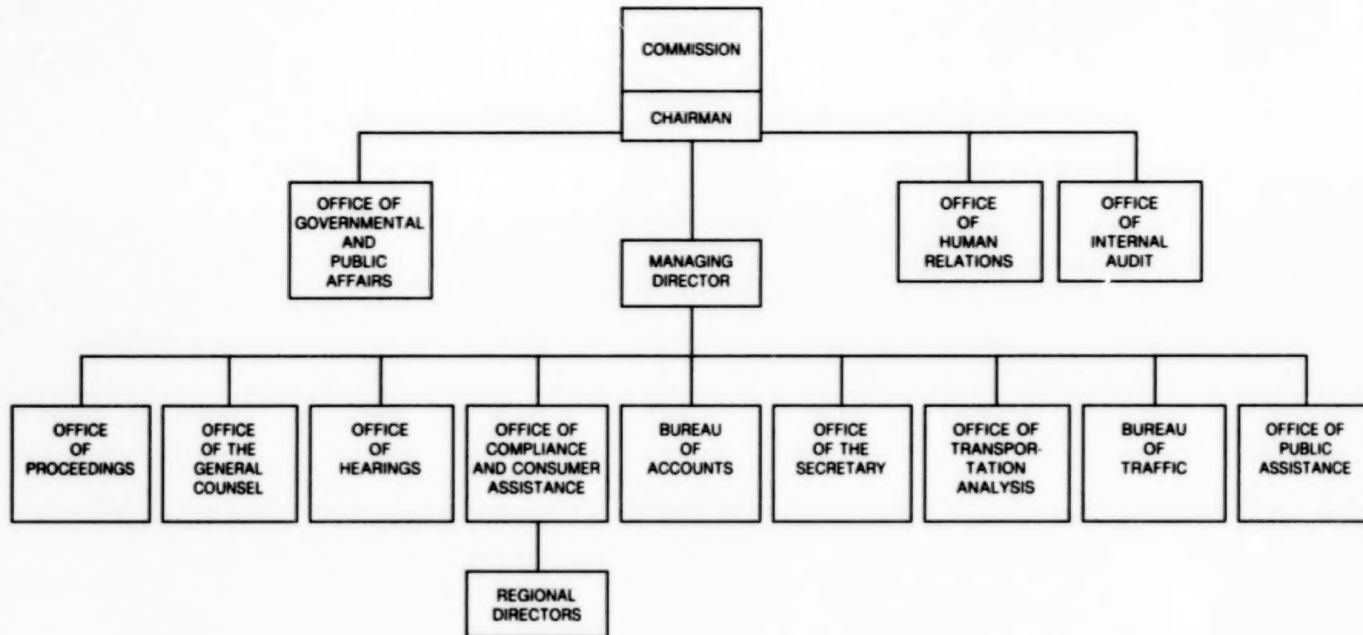 COMMISSION
CHAIRMAN
OFFICE OF
GOVERNMENTAL
AND
PUBLIC
AFFAIRS
MANAGING
DIRECTOR
OFFICE
OF
HUMAN
RELATIONS
OFFICE
OF
INTERNAL
AUDIT
OFFICE
OF
PROCEEDINGS
OFFICE
OF THE
GENERAL
COUNSEL
OFFICE
OF
HEARINGS
OFFICE OF
COMPLIANCE
AND CONSUMER
ASSISTANCE
BUREAU
OF
ACCOUNTS
OFFICE
OF THE
SECRETARY
OFFICE OF
TRANSPOR-
TATION
ANALYSIS
BUREAU
OF
TRAFFIC
OFFICE OF
PUBLIC
ASSISTANCE
REGIONAL
DIRECTORS